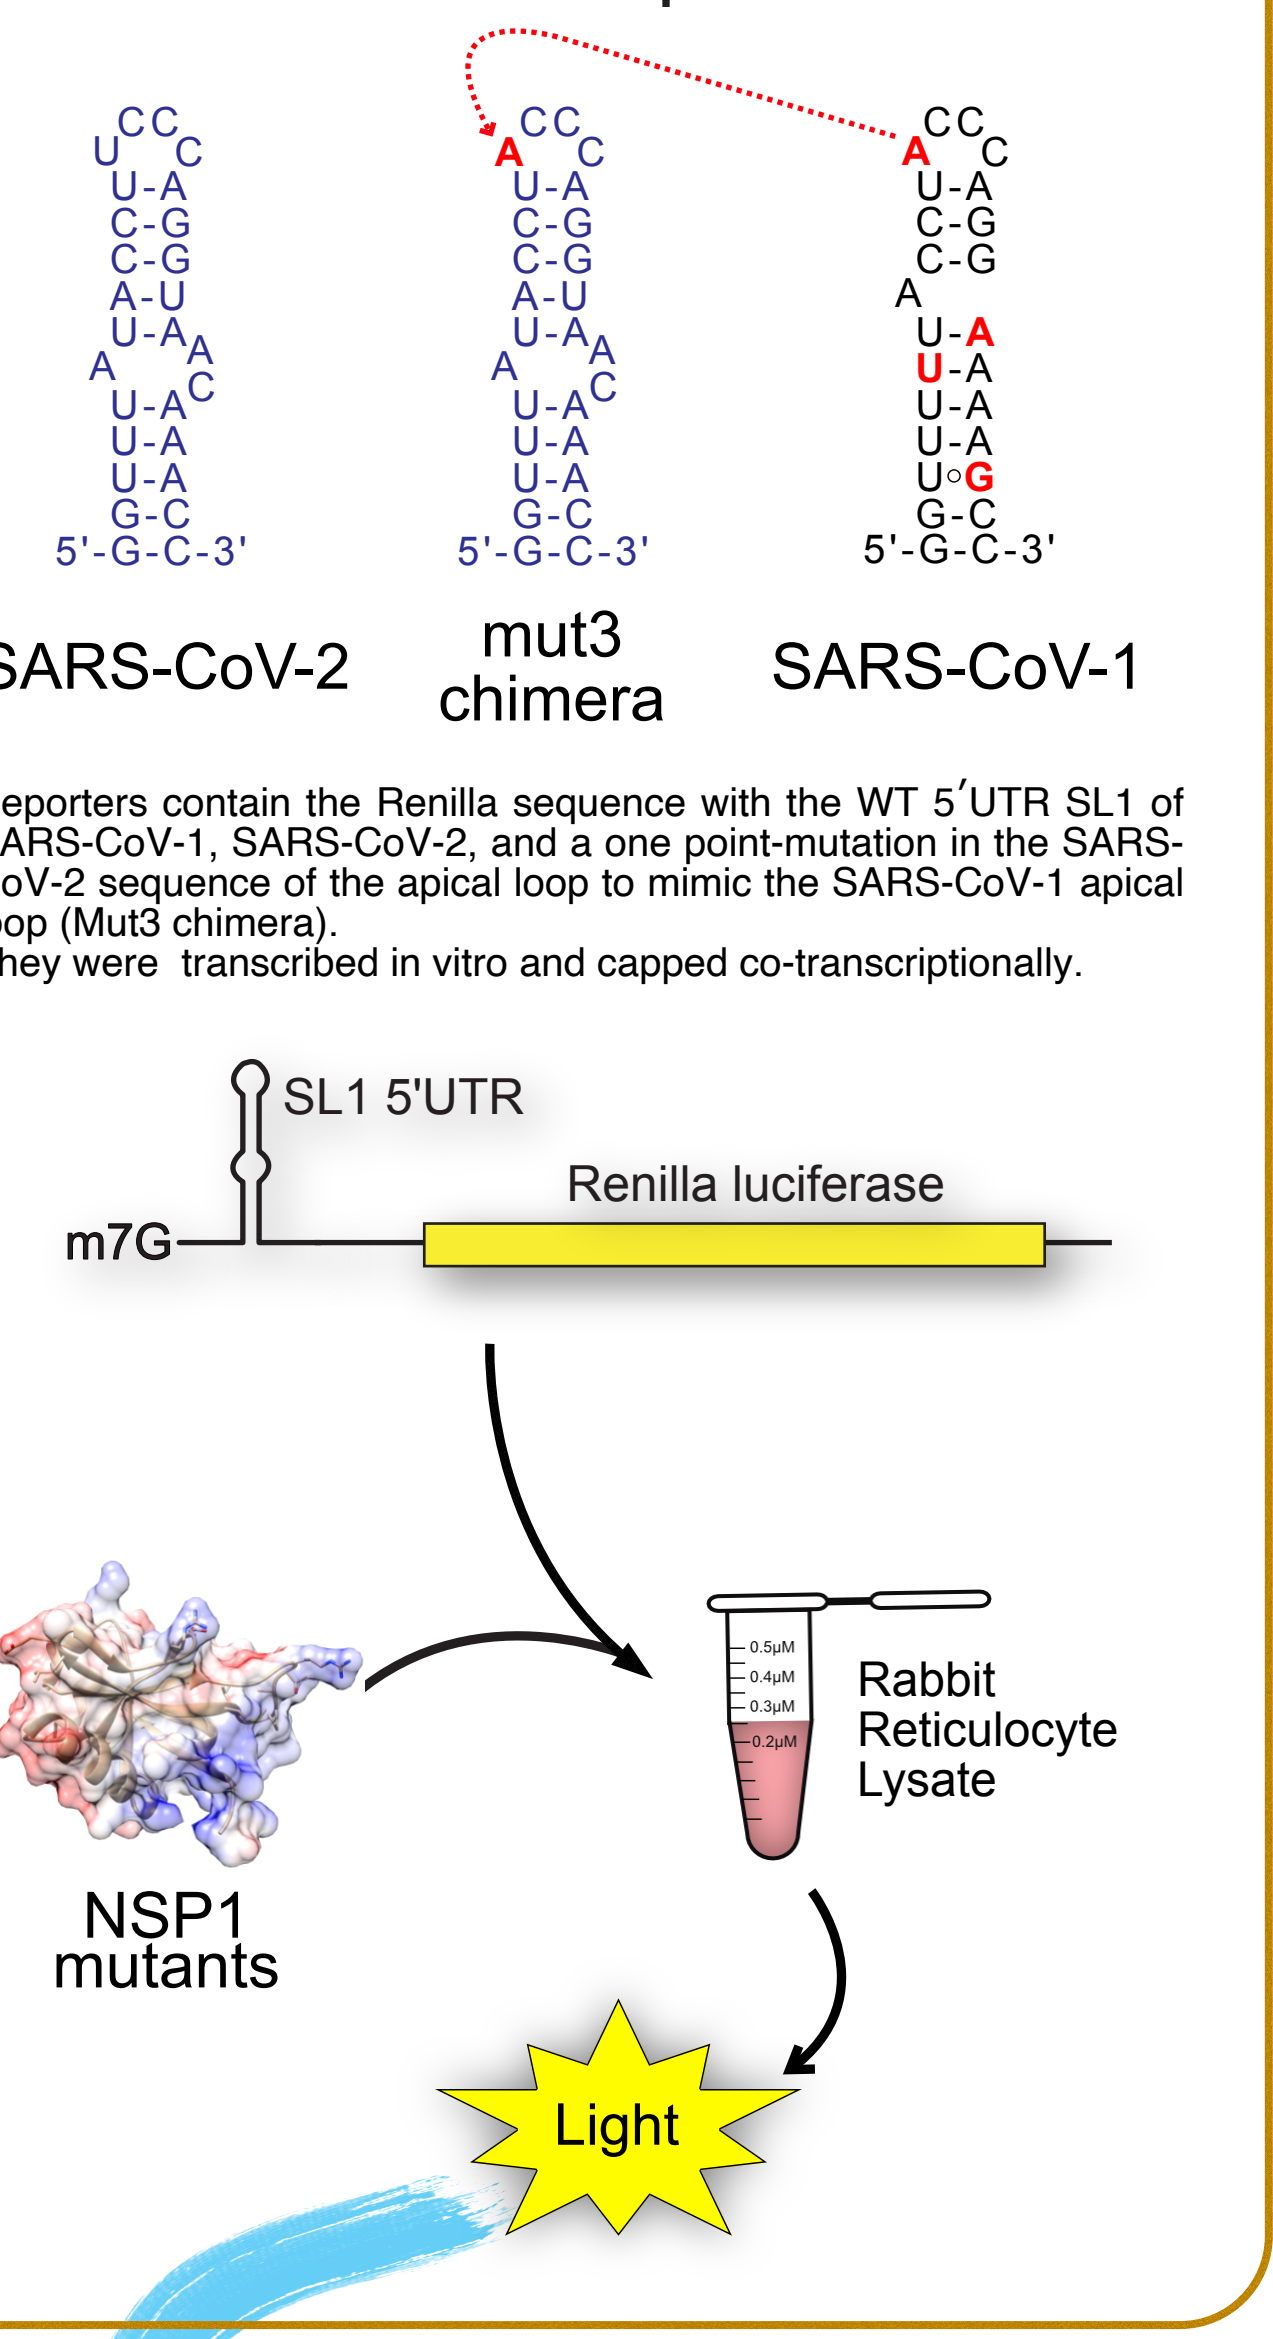 CC CC CC
U C A C A C
U-A U-A U-A
C-G C-G C-G
C-G C-G C-G
A-U A-U A
U-A A U-A A U-A
A C A C U-A
U-A U-A U-A
U-A U-A U-A
U-A U-A U○G
G-C G-C G-C
5'-G-C-3' 5'-G-C-3' 5'-G-C-3'
SARS-CoV-2
mut3
chimera
SARS-CoV-1
eporters contain the Renilla sequence with the WT 5′UTR SL1 of
ARS-CoV-1, SARS-CoV-2, and a one point-mutation in the SARS-
oV-2 sequence of the apical loop to mimic the SARS-CoV-1 apical
oop (Mut3 chimera).
hey were transcribed in vitro and capped co-transcriptionally.
SL1 5'UTR
Renilla luciferase
m7G
0.5µM
0.4µM
0.3µM
0.2µM
Rabbit
Reticulocyte
Lysate
NSP1
mutants
Light